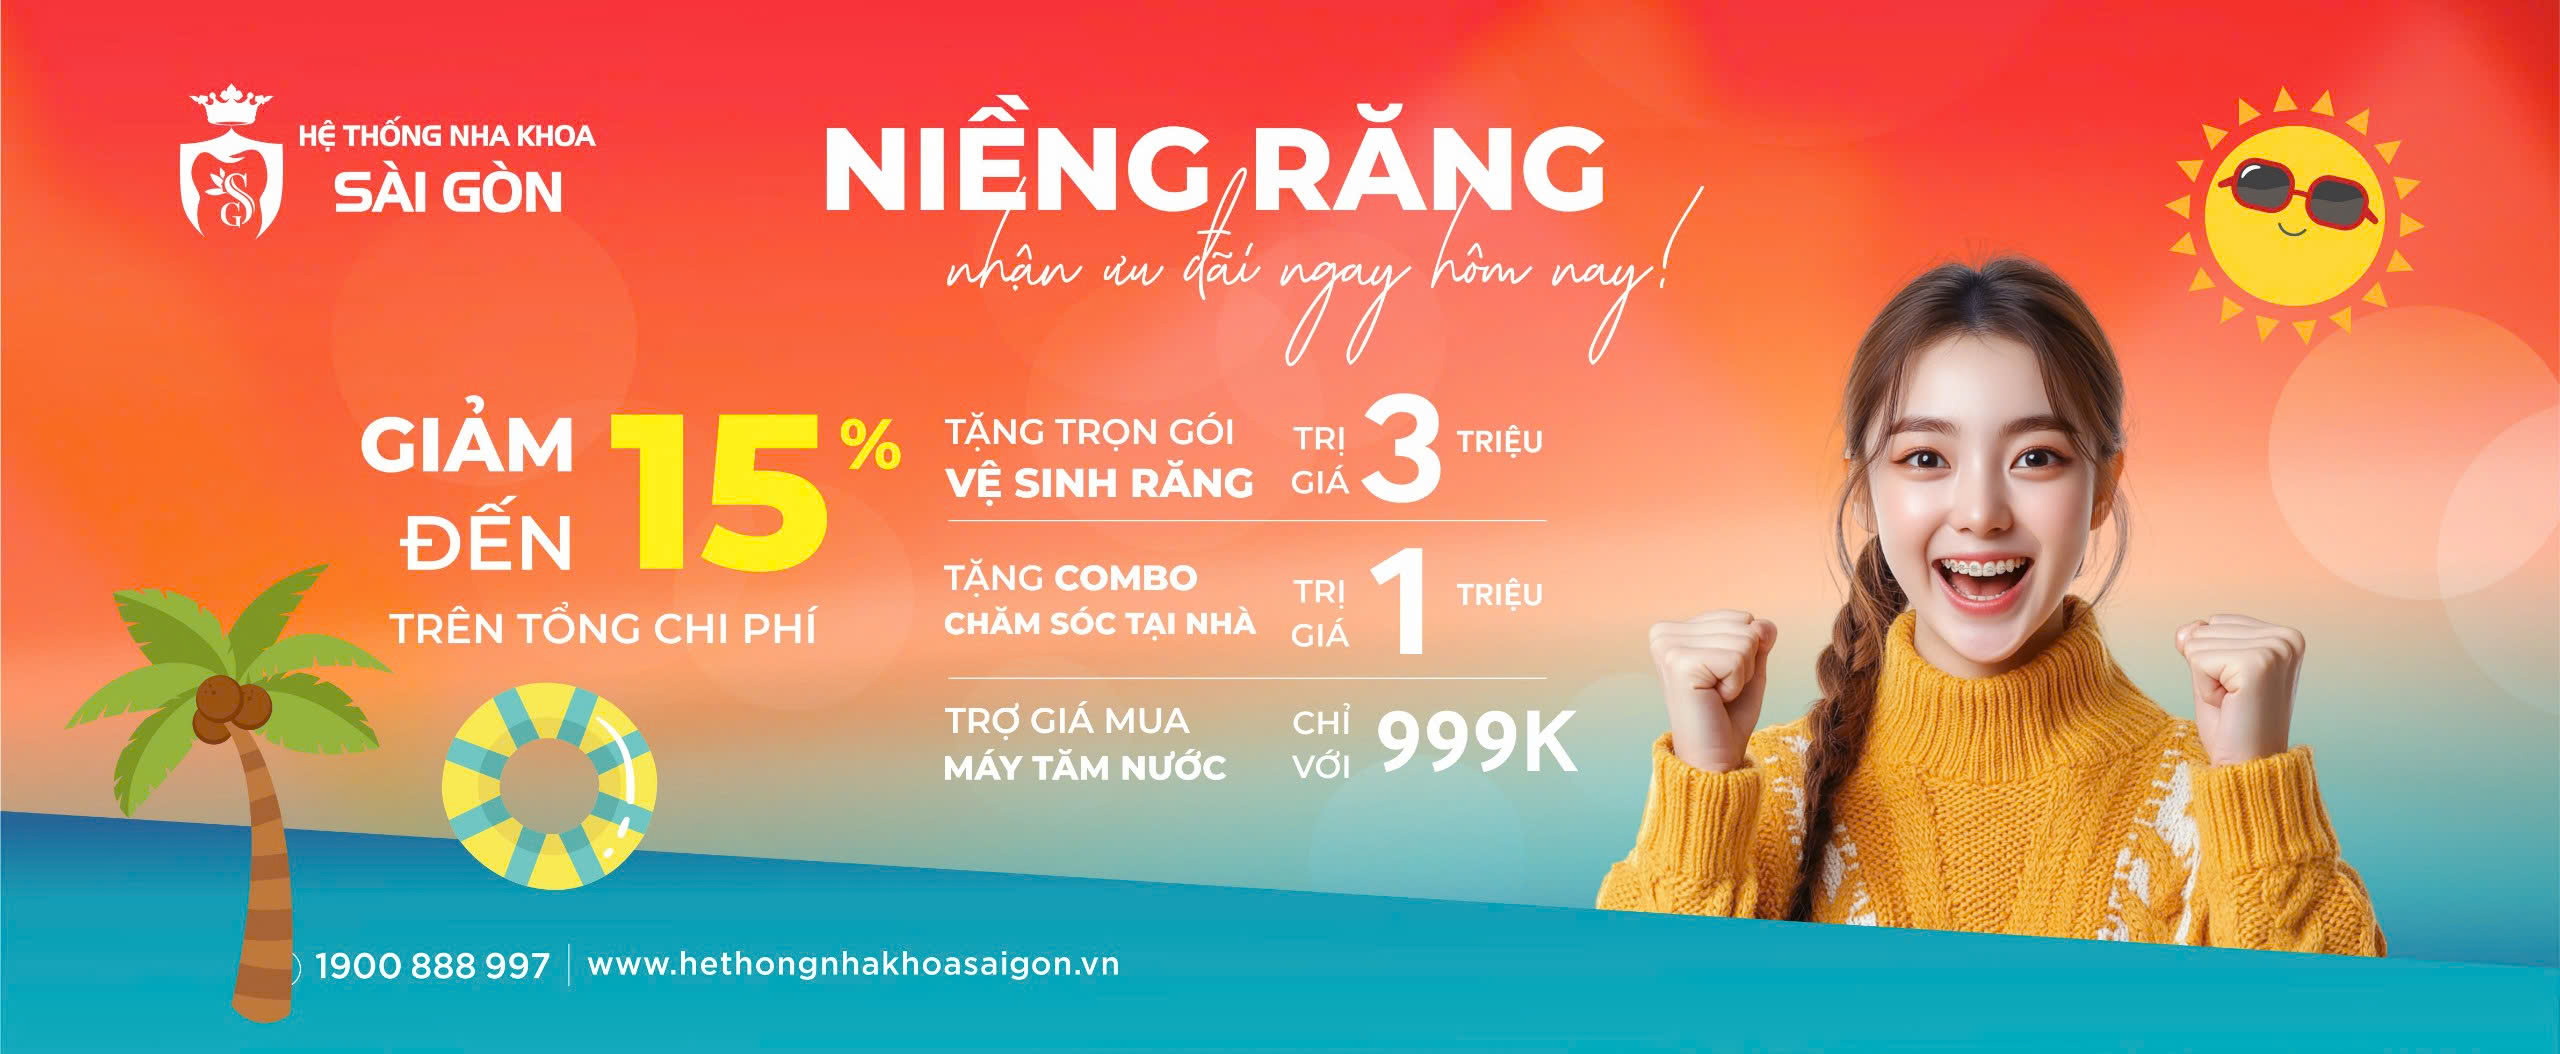 HỆ THỐNG NHA KHOA
SÀI GÒN
SG
NIỀNG RĂNG
nhận ưu đãi ngay hôm nay!
GIẢM
ĐẾN
15%
TRÊN TỔNG CHI PHÍ
TẶNG TRỌN GÓI
VỆ SINH RĂNG
TRỊ
GIÁ
3 TRIỆU
TẶNG COMBO
CHĂM SÓC TẠI NHÀ
TRỊ
GIÁ
1 TRIỆU
TRỢ GIÁ MUA
MÁY TĂM NƯỚC
CHỈ
VỚI
999K
1900 888 997 | www.hethongnhakhoasaigon.vn